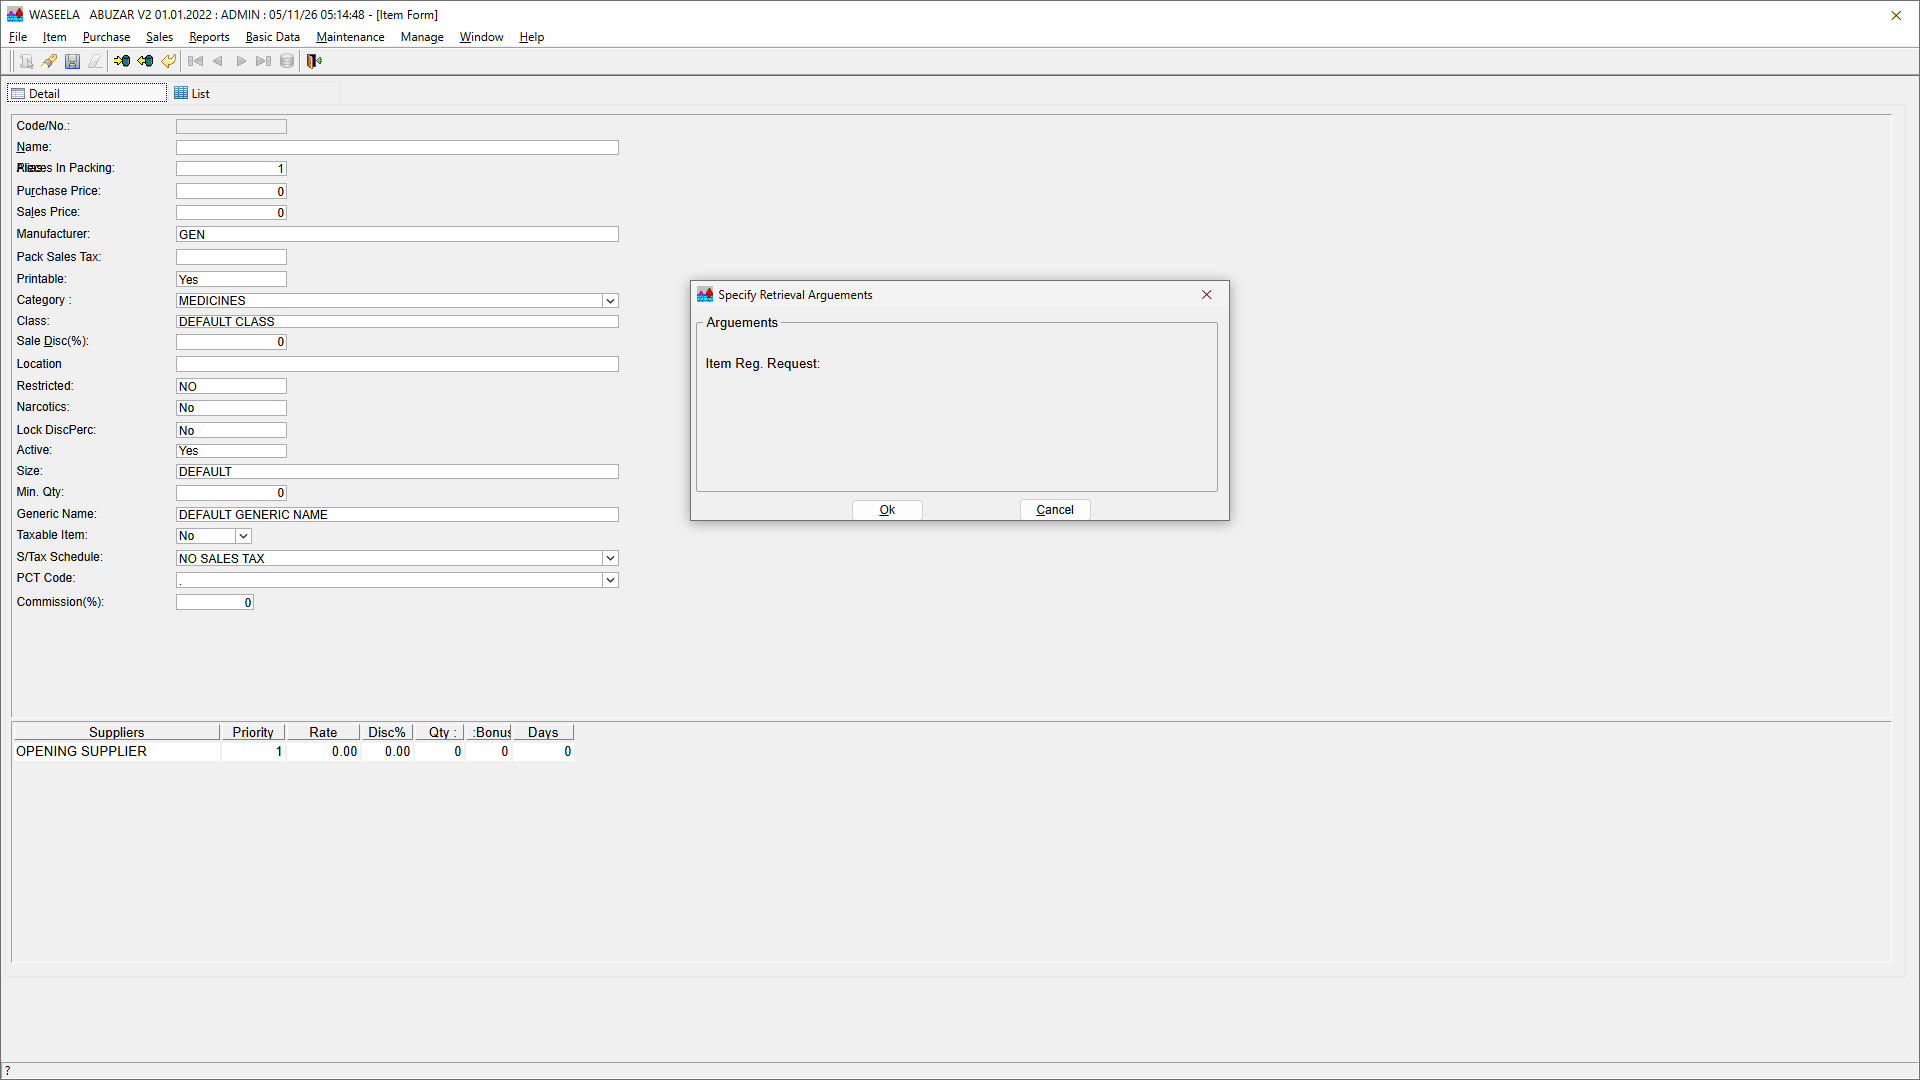 WASEELA   ABUZAR V2 01.01.2022 : ADMIN : 05/11/26 05:14:48 - [Item Form]
File Item Purchase Sales Reports Basic Data Maintenance Manage Window Help
Detail List
Code/No.:
Name:
Pieces In Packing: 1
Purchase Price: 0
Sales Price: 0
Manufacturer: GEN
Pack Sales Tax:
Printable: Yes
Category : MEDICINES
Class: DEFAULT CLASS
Sale Disc(%): 0
Location
Restricted: NO
Narcotics: No
Lock DiscPerc: No
Active: Yes
Size: DEFAULT
Min. Qty: 0
Generic Name: DEFAULT GENERIC NAME
Taxable Item: No
S/Tax Schedule: NO SALES TAX
PCT Code: .
Commission(%): 0
Specify Retrieval Arguements
Arguements
Item Reg. Request:
Ok Cancel
Suppliers Priority Rate Disc% Qty : :Bonus Days
OPENING SUPPLIER 1 0.00 0.00 0 0 0
?